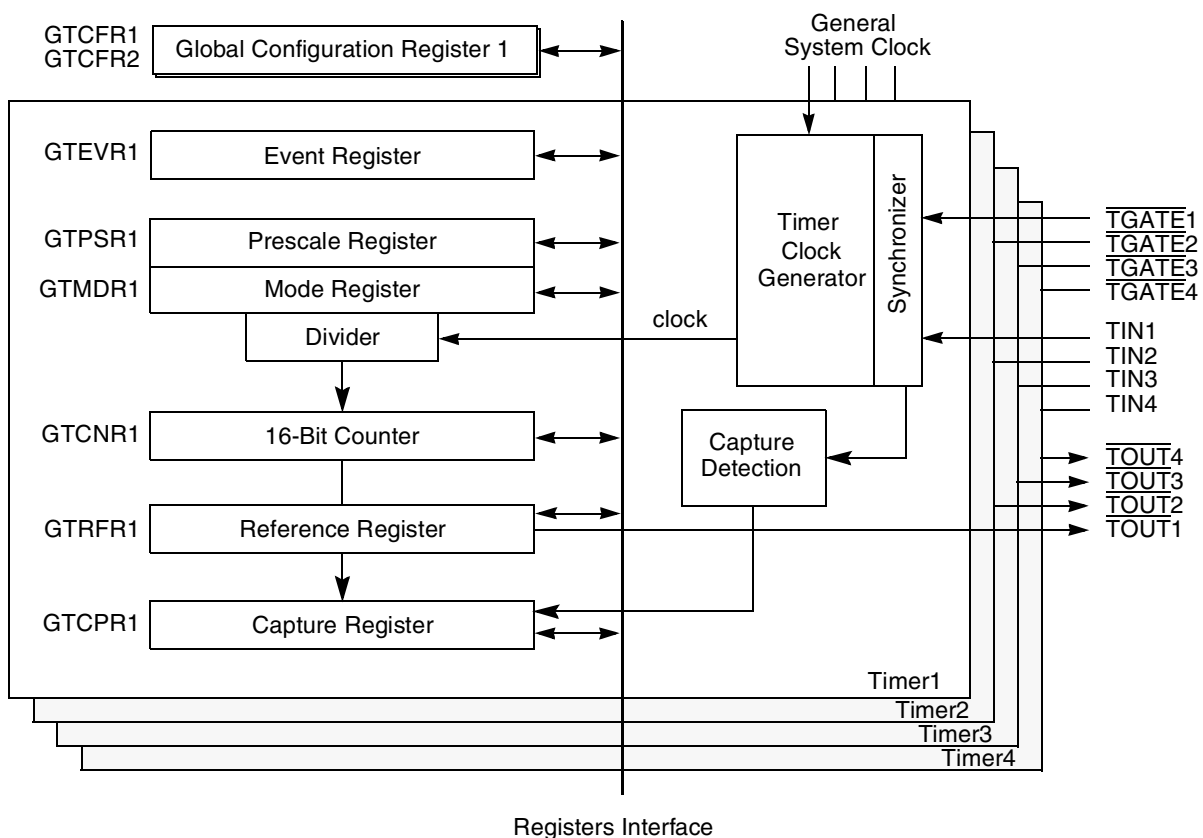 GTCFR1
GTCFR2
Global Configuration Register 1
General
System Clock
GTEVR1
Event Register
GTPSR1
Prescale Register
GTMDR1
Mode Register
Divider
clock
Timer
Clock
Generator
Synchronizer
TGATE1
TGATE2
TGATE3
TGATE4
TIN1
TIN2
TIN3
TIN4
GTCNR1
16-Bit Counter
Capture
Detection
TOUT4
TOUT3
TOUT2
TOUT1
GTRFR1
Reference Register
GTCPR1
Capture Register
Timer1
Timer2
Timer3
Timer4
Registers Interface